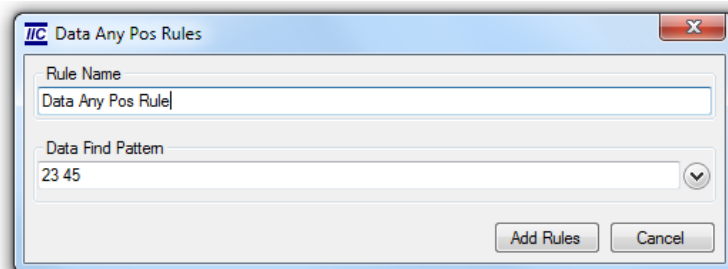 IIC Data Any Pos Rules
Rule Name
Data Any Pos Rule
Data Find Pattern
23 45
Add Rules Cancel